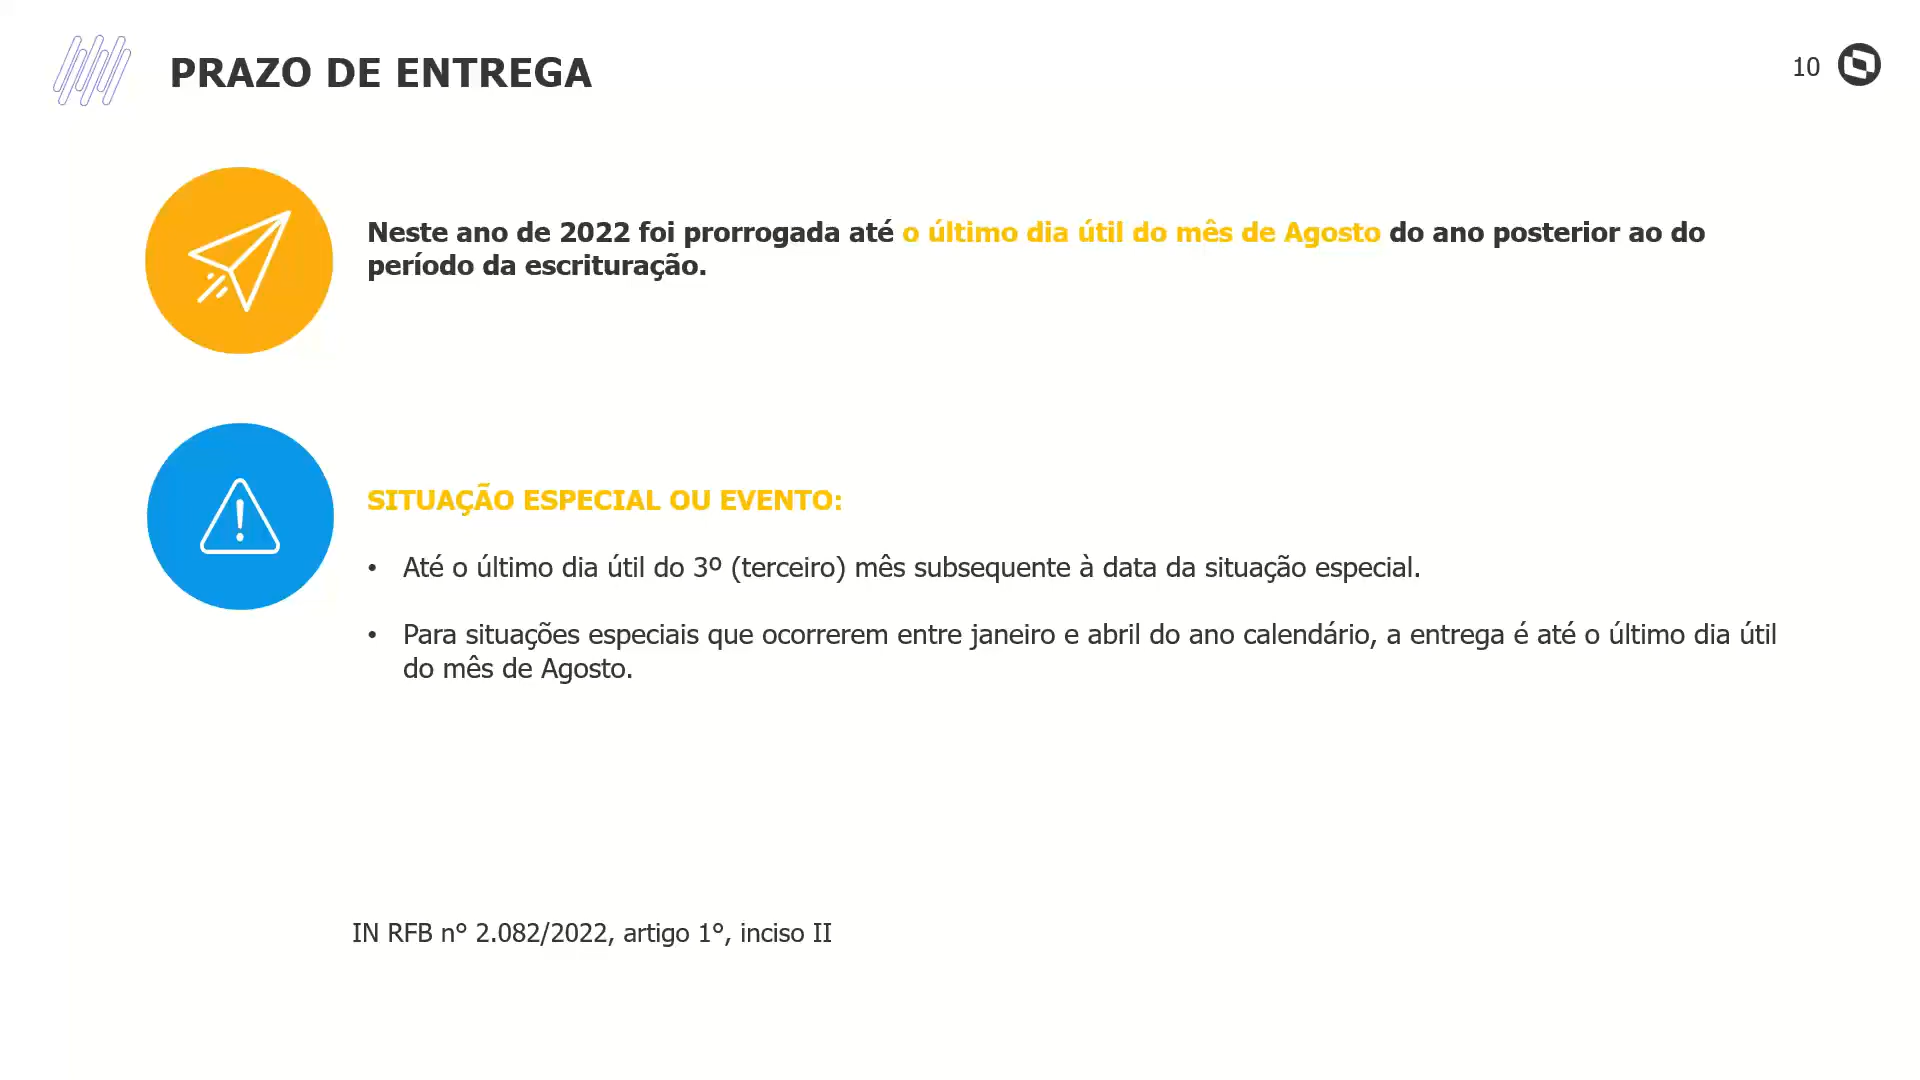 PRAZO DE ENTREGA
10
Neste ano de 2022 foi prorrogada até o último dia útil do mês de Agosto do ano posterior ao do
período da escrituração.
SITUAÇÃO ESPECIAL OU EVENTO:
• Até o último dia útil do 3º (terceiro) mês subsequente à data da situação especial.
• Para situações especiais que ocorrerem entre janeiro e abril do ano calendário, a entrega é até o último dia útil
do mês de Agosto.
IN RFB n° 2.082/2022, artigo 1°, inciso II